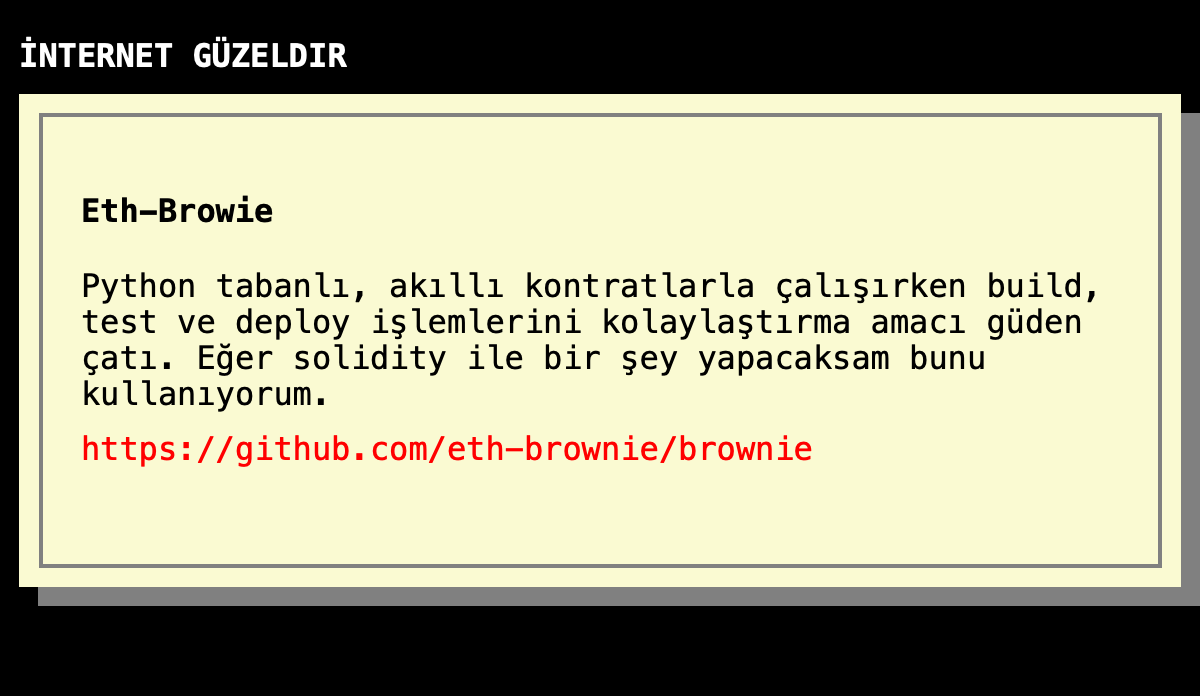 İNTERNET GÜZELDIR
Eth-Browie
Python tabanlı, akıllı kontratlarla çalışırken build,
test ve deploy işlemlerini kolaylaştırma amacı güden
çatı. Eğer solidity ile bir şey yapacaksam bunu
kullanıyorum.
https://github.com/eth-brownie/brownie